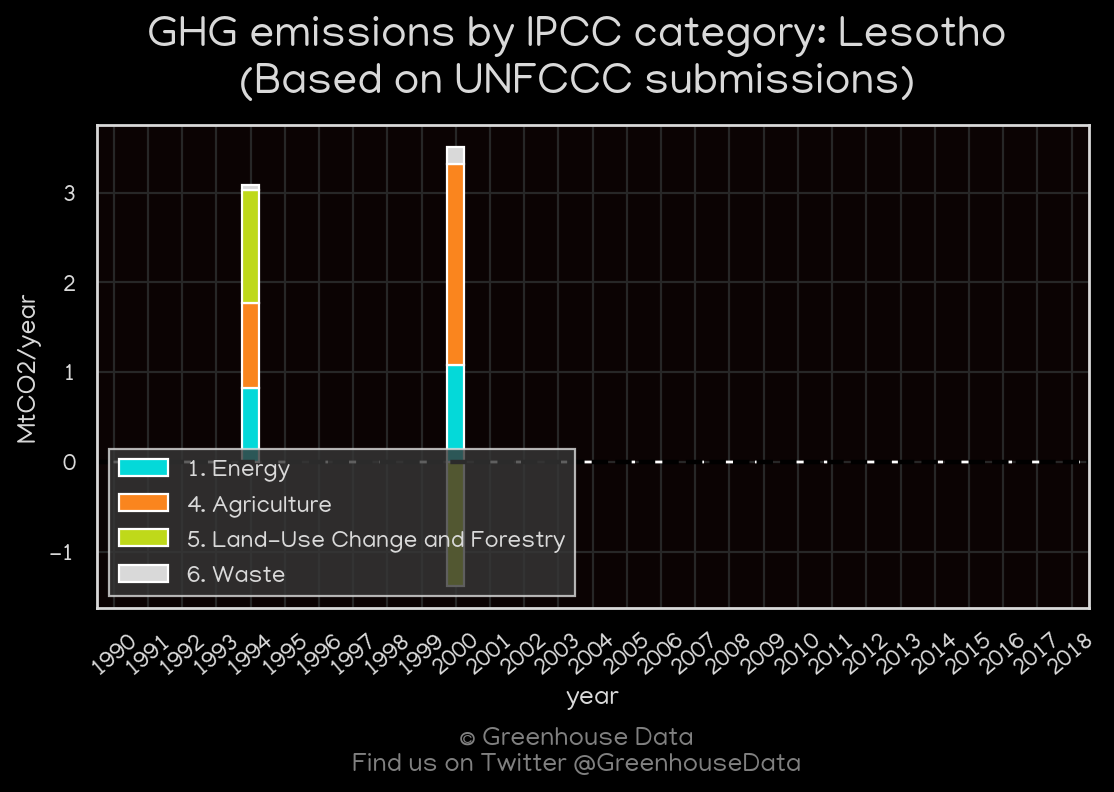 GHG emissions by IPCC category: Lesotho
(Based on UNFCCC submissions)
MtCO2/year
3
2
1
0
-1
1. Energy
4. Agriculture
5. Land-Use Change and Forestry
6. Waste
1990 1991 1992 1993 1994 1995 1996 1997 1998 1999 2000 2001 2002 2003 2004 2005 2006 2007 2008 2009 2010 2011 2012 2013 2014 2015 2016 2017 2018
year
© Greenhouse Data
Find us on Twitter @GreenhouseData